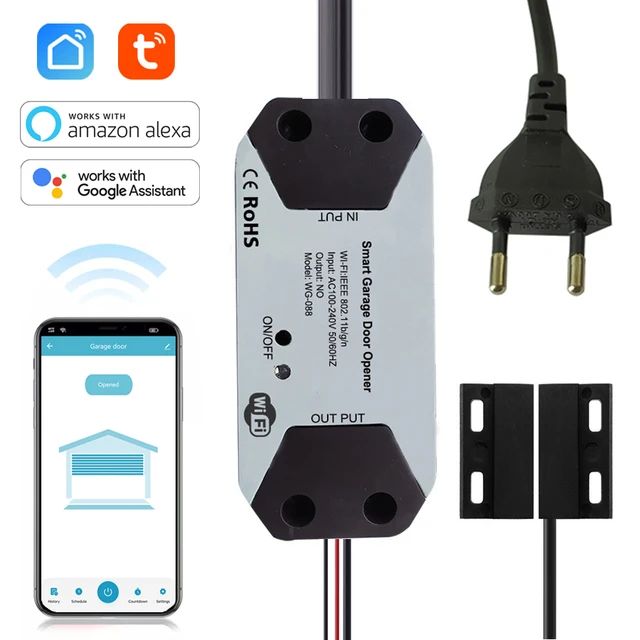 WORKS WITH
amazon alexa
works with
Google Assistant
CE RoHS
IN PUT
Smart Garage Door Opener
Wi-Fi:IEEE 802.11b/g/n
Input: AC100-240V 50/60HZ
Output: NO
Model: WG-088
ON/OFF
WiFi
OUT PUT
Garage door
Opened
History
Schedule
Countdown
Settings